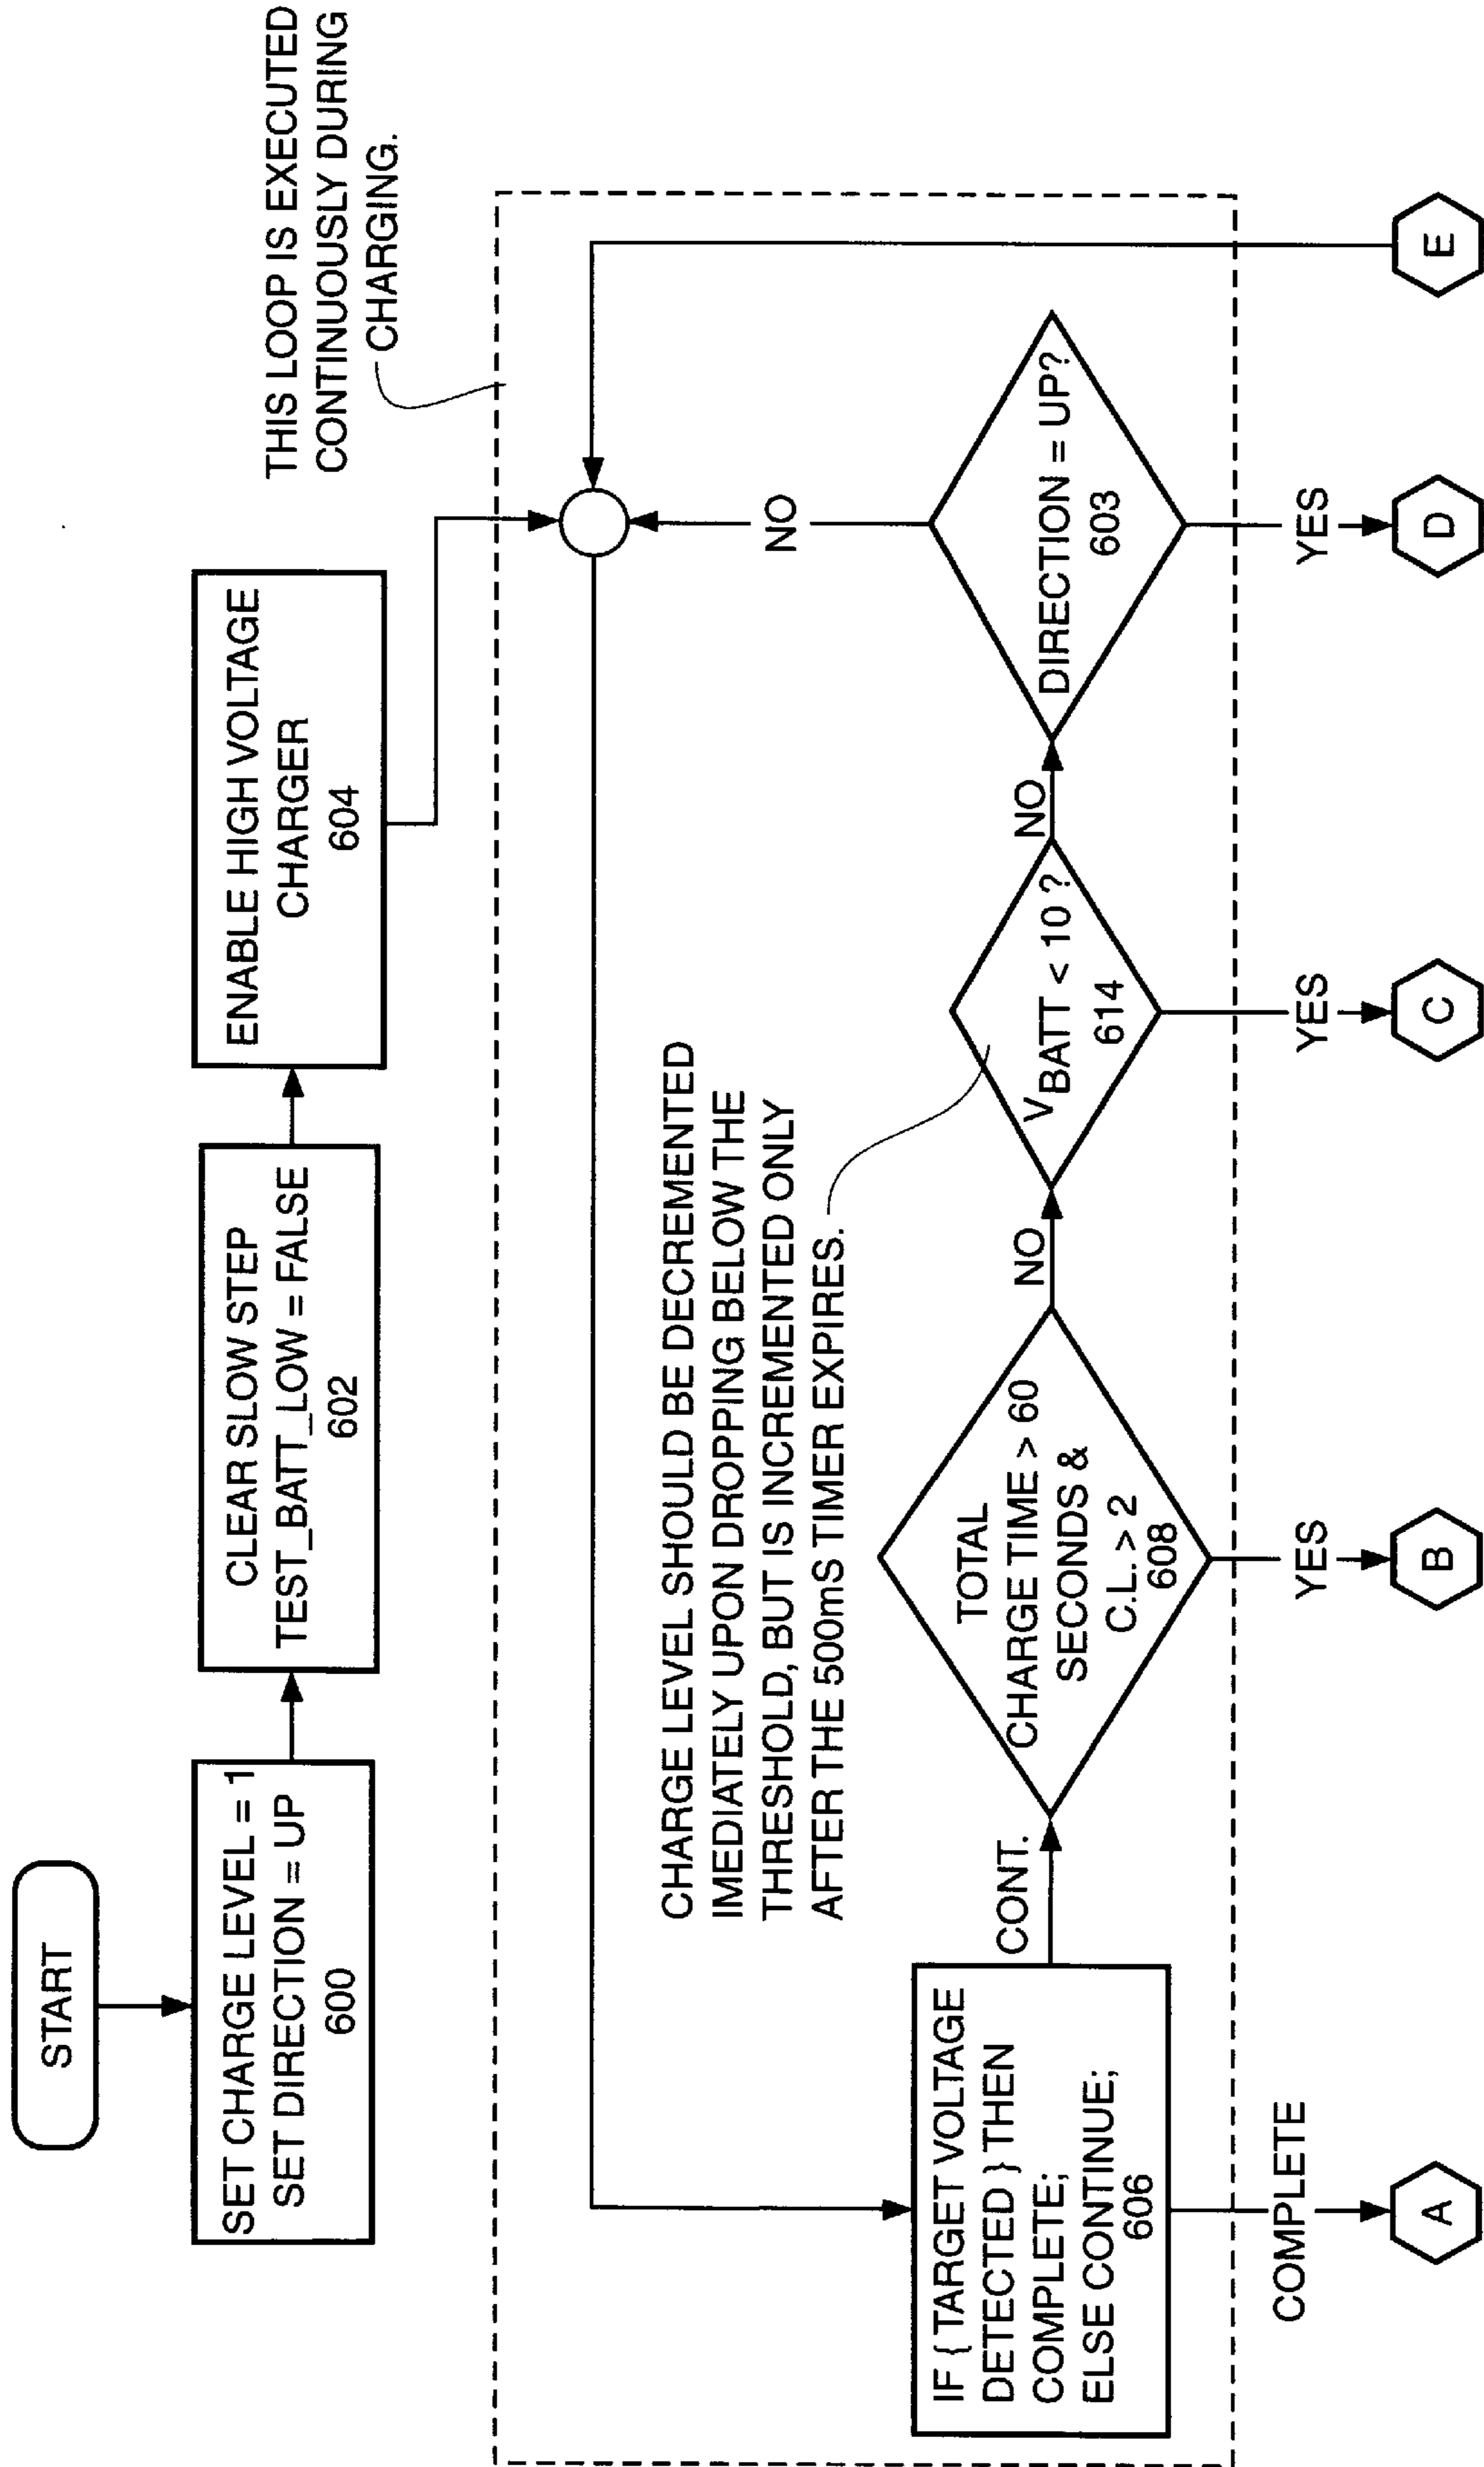 START
SET CHARGE LEVEL = 1
SET DIRECTION = UP
600
CLEAR SLOW STEP
TEST_BATT_LOW = FALSE
602
ENABLE HIGH VOLTAGE
CHARGER
604
THIS LOOP IS EXECUTED
CONTINUOUSLY DURING
CHARGING.
CHARGE LEVEL SHOULD BE DECREMENTED
IMEDIATELY UPON DROPPING BELOW THE
THRESHOLD, BUT IS INCREMENTED ONLY
AFTER THE 500mS TIMER EXPIRES.
IF { TARGET VOLTAGE
DETECTED } THEN
COMPLETE;
ELSE CONTINUE;
606
CONT.
TOTAL
CHARGE TIME > 60
SECONDS &
C.L. > 2
608
NO
VBATT < 10 ?
614
NO
DIRECTION = UP?
603
NO
COMPLETE
YES
YES
YES
A
B
C
D
E